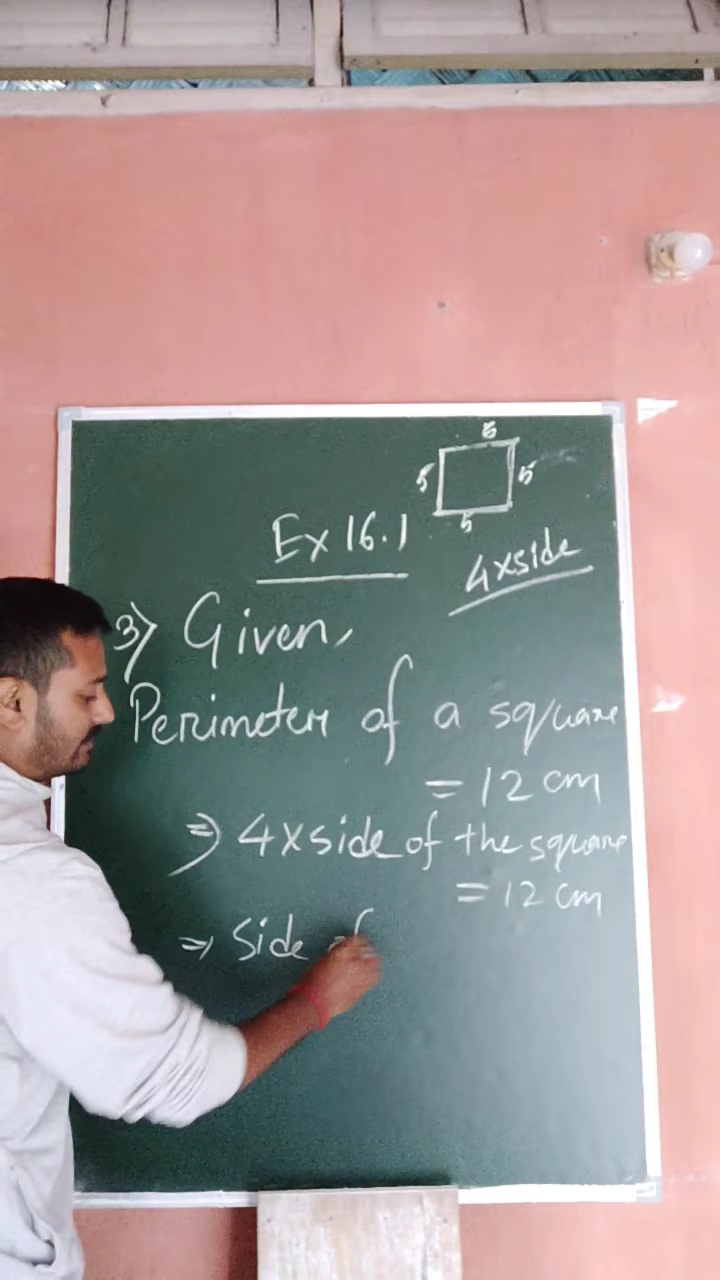 5
5 5
5
Ex 16.1
4xside
3) Given,
Perimeter of a square
= 12 cm
⇒ 4xside of the square
= 12 cm
⇒ Side of